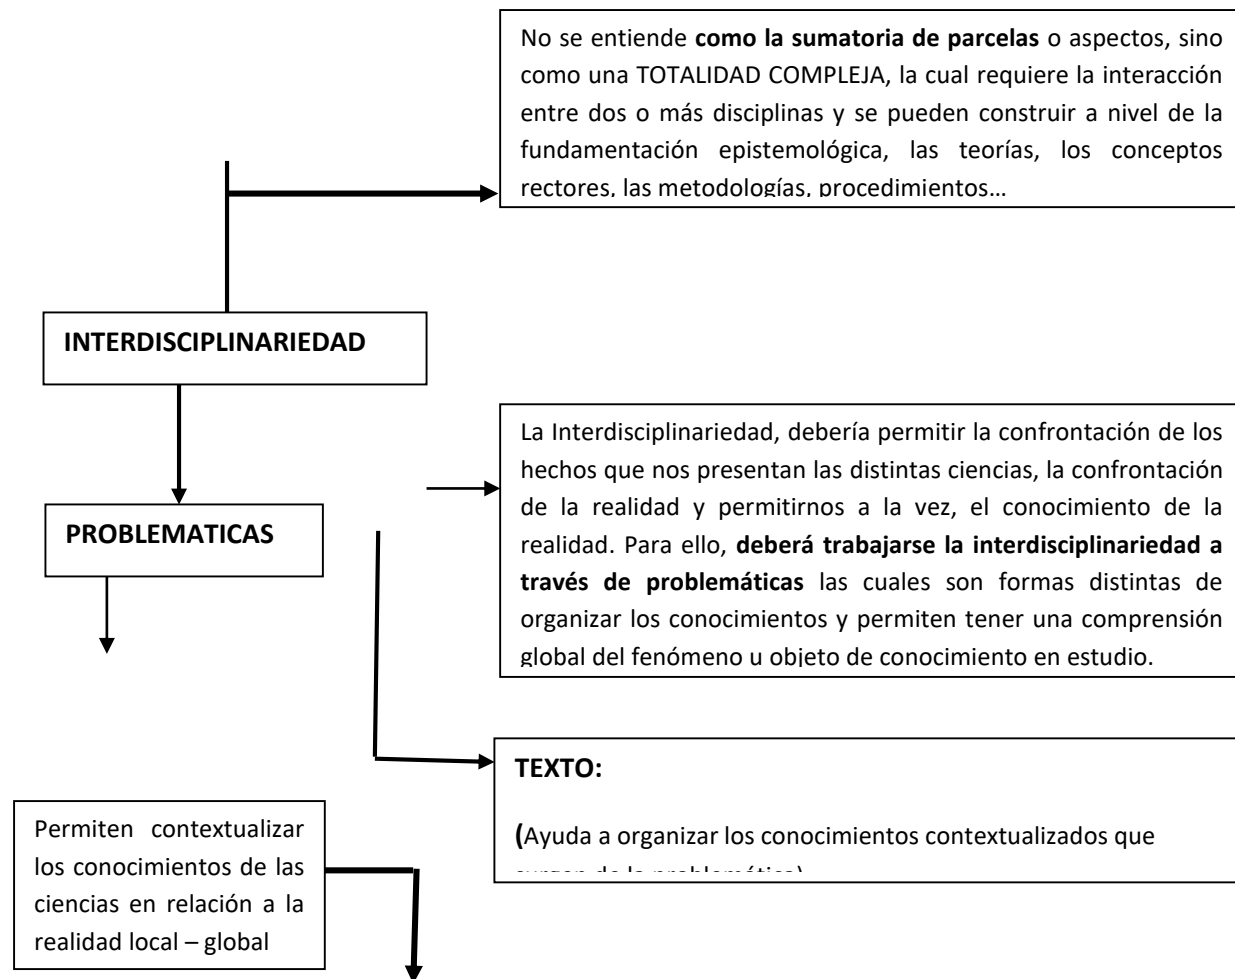 No se entiende como la sumatoria de parcelas o aspectos, sino
como una TOTALIDAD COMPLEJA, la cual requiere la interacción
entre dos o más disciplinas y se pueden construir a nivel de la
fundamentación epistemológica, las teorías, los conceptos
rectores, las metodologías, procedimientos…
INTERDISCIPLINARIEDAD
La Interdisciplinariedad, debería permitir la confrontación de los
hechos que nos presentan las distintas ciencias, la confrontación
de la realidad y permitirnos a la vez, el conocimiento de la
realidad. Para ello, deberá trabajarse la interdisciplinariedad a
través de problemáticas las cuales son formas distintas de
organizar los conocimientos y permiten tener una comprensión
global del fenómeno u objeto de conocimiento en estudio.
PROBLEMATICAS
TEXTO:
(Ayuda a organizar los conocimientos contextualizados que
surgen de la problemática)
Permiten contextualizar
los conocimientos de las
ciencias en relación a la
realidad local – global